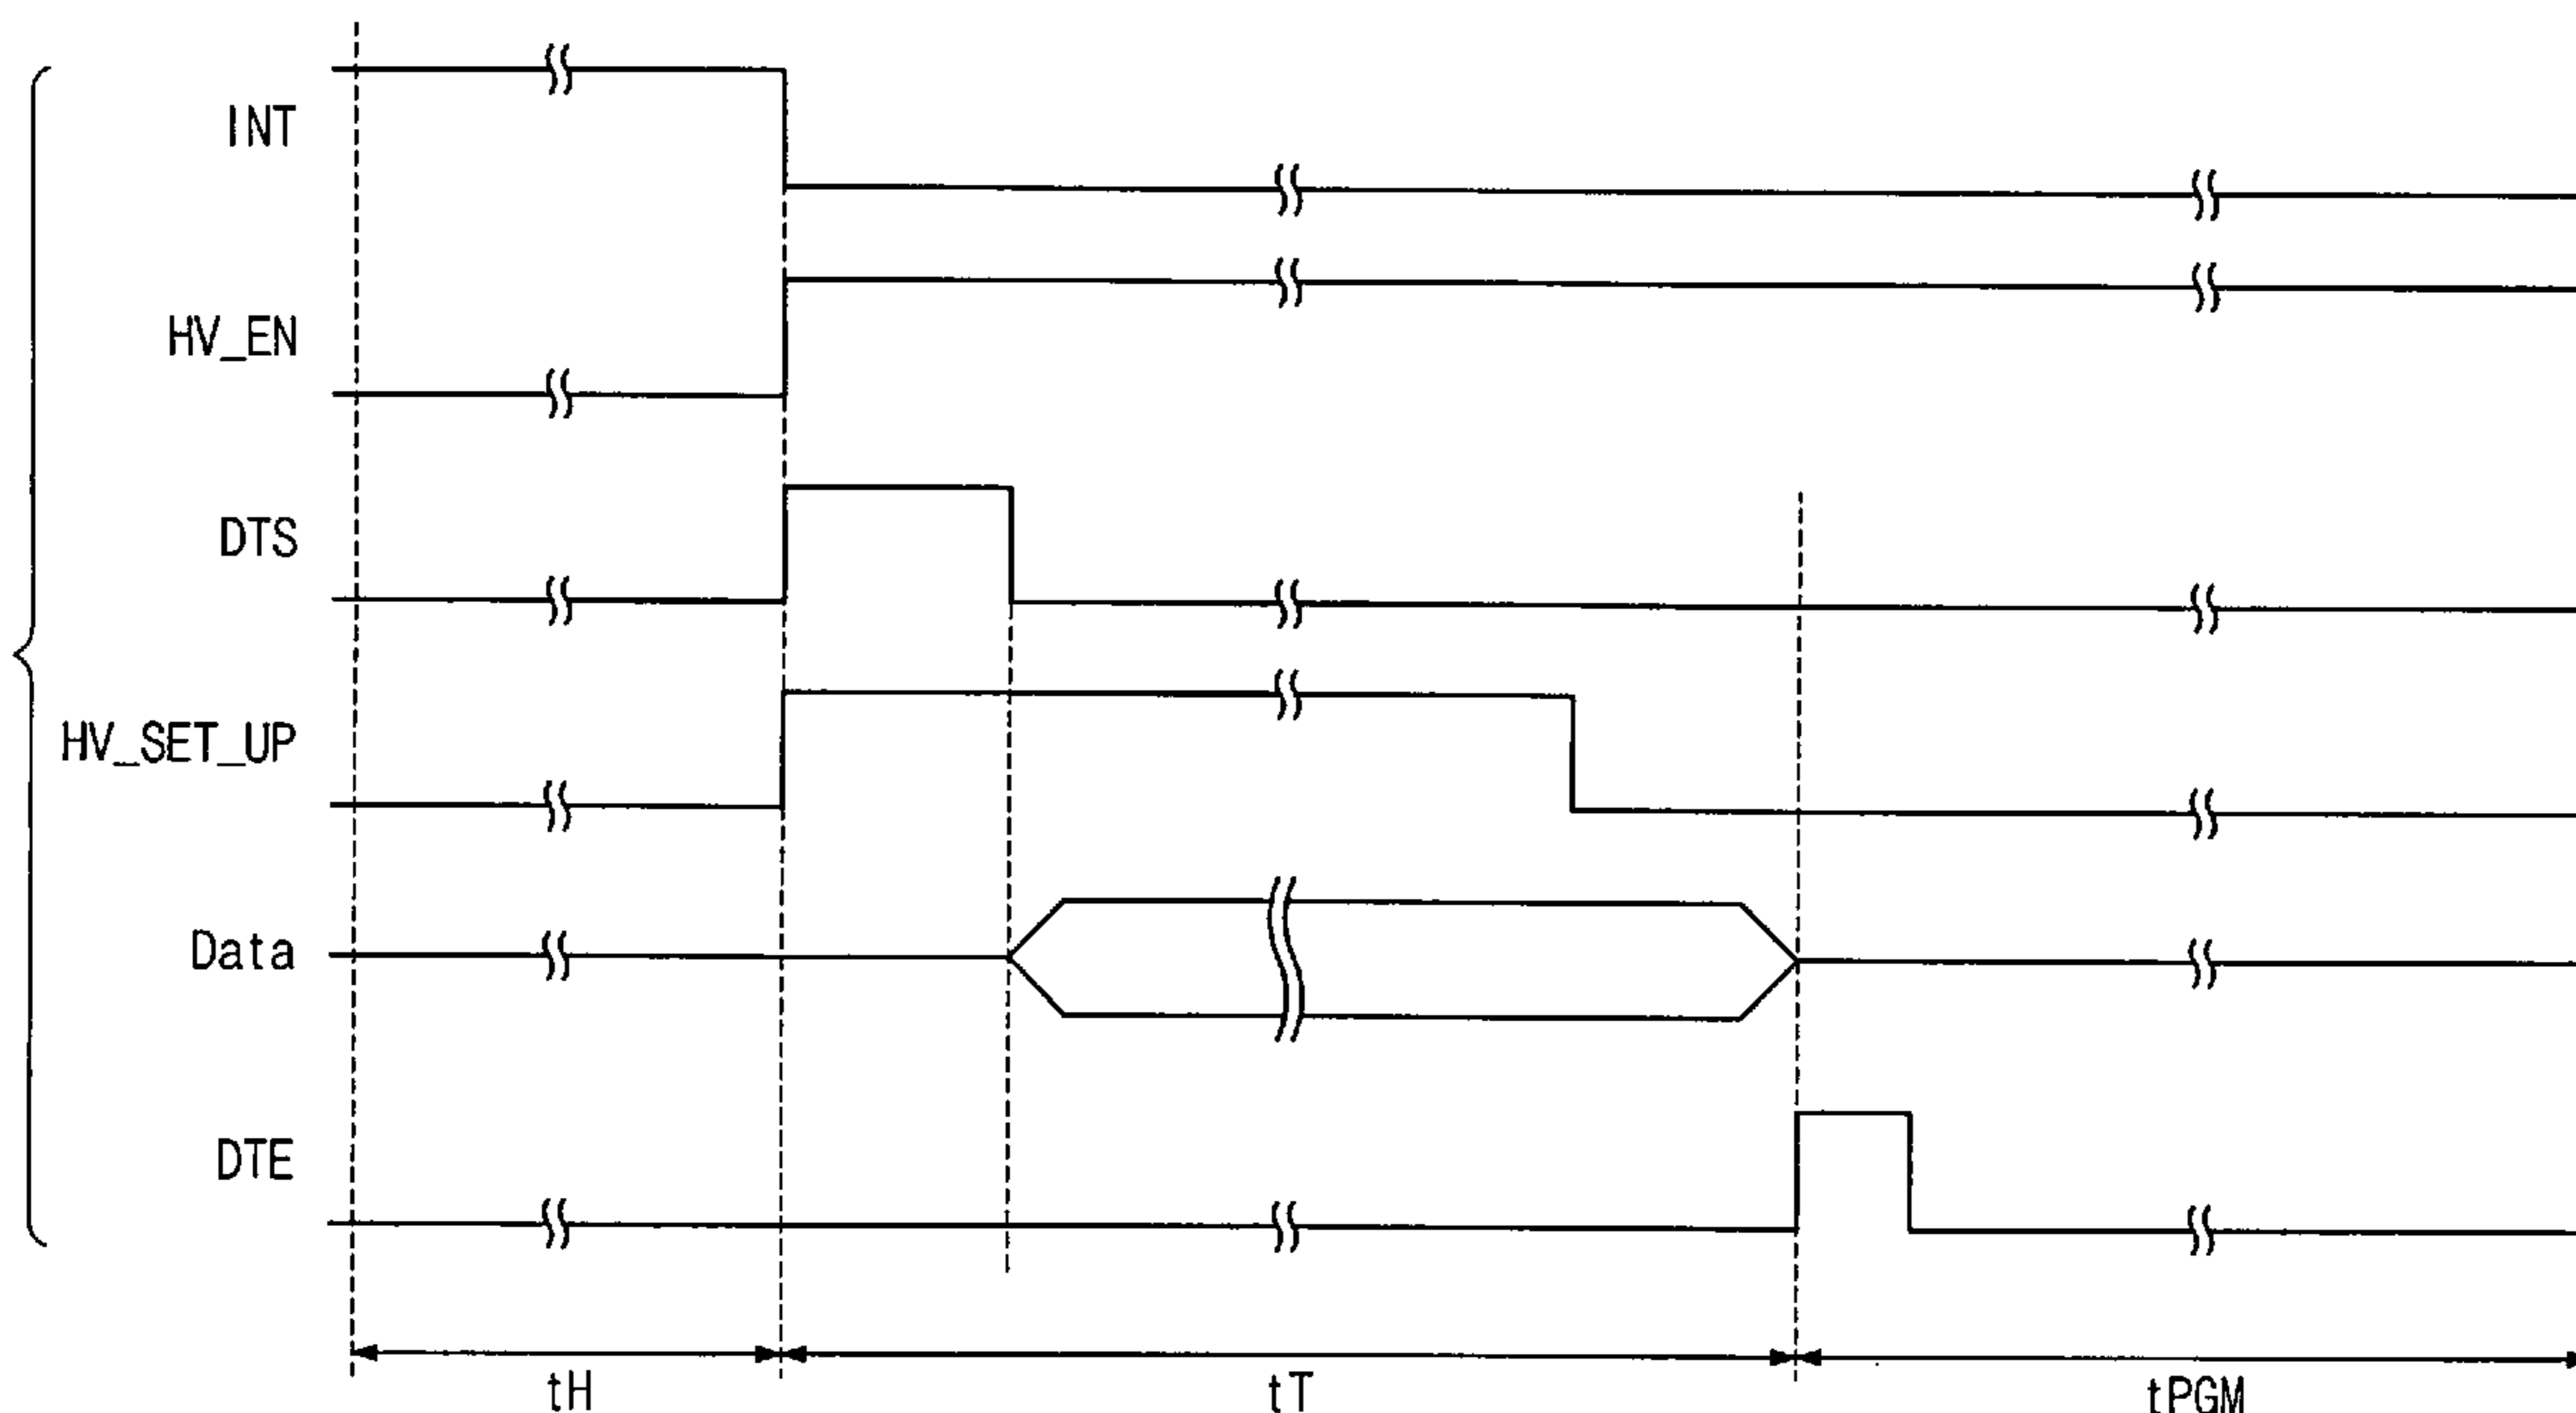 INT
HV_EN
DTS
HV_SET_UP
Data
DTE
tH
tT
tPGM